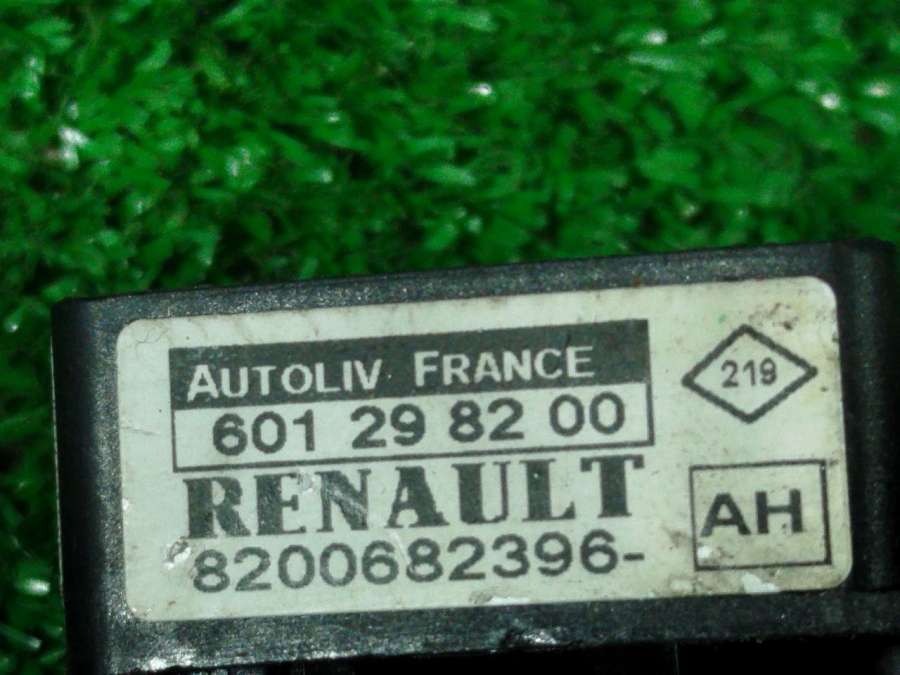 AUTOLIV FRANCE
601 29 82 00
RENAULT
8200682396-
219
AH